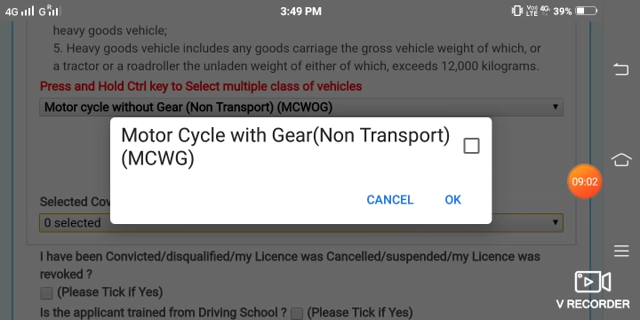 4G G 3:49 PM Vo) LTE 4G 39%
heavy goods vehicle;
5. Heavy goods vehicle includes any goods carriage the gross vehicle weight of which, or
a tractor or a roadroller the unladen weight of either of which, exceeds 12,000 kilograms.
Press and Hold Ctrl key to Select multiple class of vehicles
Motor cycle without Gear (Non Transport) (MCWOG)
Motor Cycle with Gear(Non Transport)
(MCWG)
CANCEL OK
09:02
Selected Cov
0 selected
I have been Convicted/disqualified/my Licence was Cancelled/suspended/my Licence was
revoked ?
(Please Tick if Yes)
Is the applicant trained from Driving School ? (Please Tick if Yes)
V RECORDER